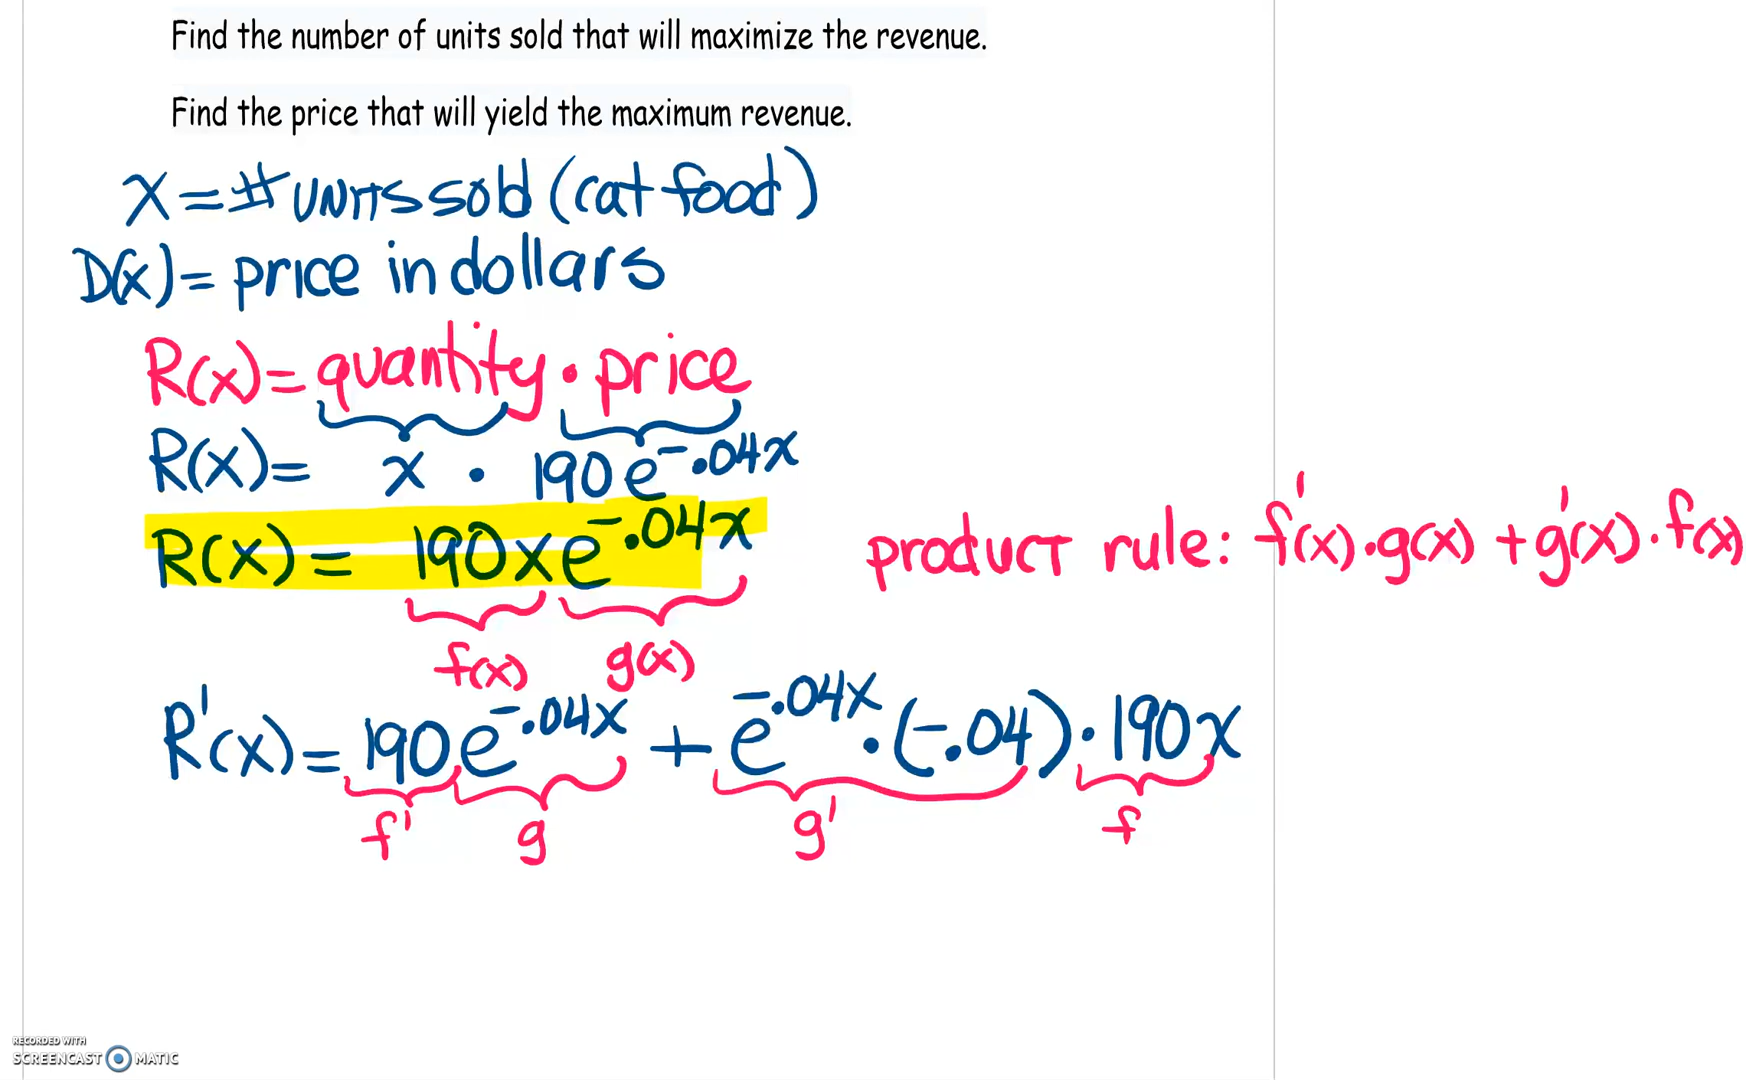 Find the number of units sold that will maximize the revenue.
Find the price that will yield the maximum revenue.
X = # UNITS sold (cat food)
D(x) = price in dollars
R(x) = quantity · price
R(x) = x · 190e^-.04x
R(x) = 190xe^-.04x
product rule: f'(x)·g(x) + g'(x)·f(x)
f(x) g(x)
R'(x) = 190e^-.04x + e^-.04x · (-.04) · 190x
f' g g' f
RECORDED WITH
SCREENCAST MATIC